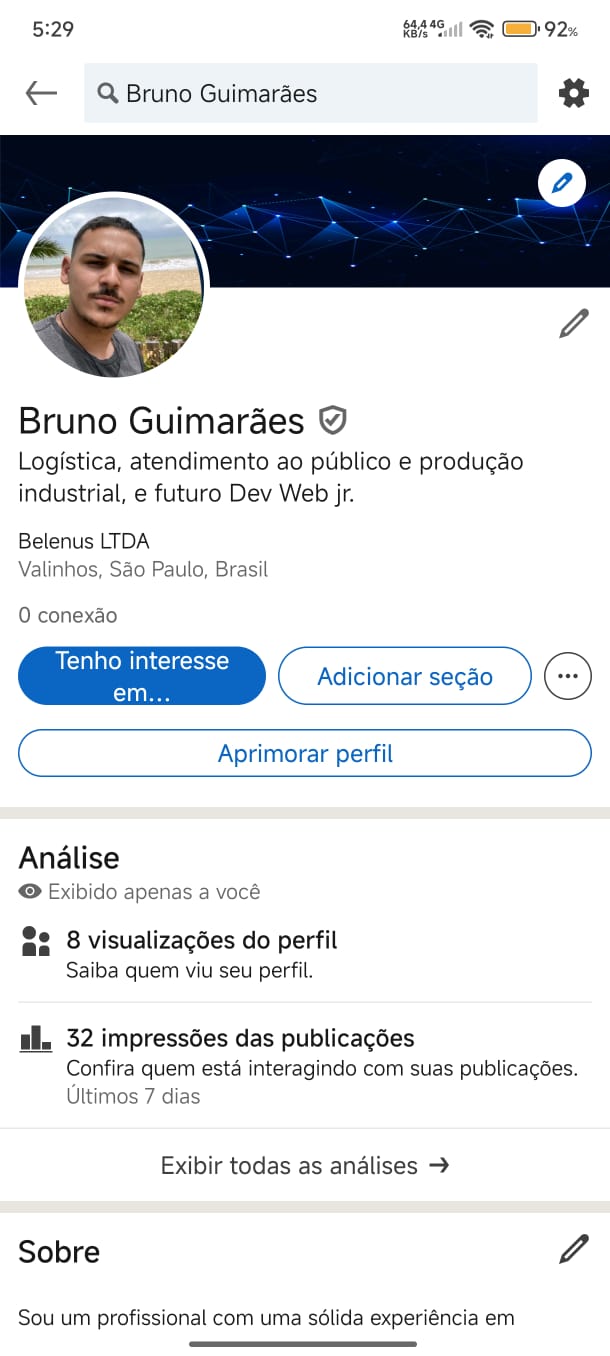 5:29
64,4 4G
KB/s
92%
Bruno Guimarães
Bruno Guimarães
Logística, atendimento ao público e produção
industrial, e futuro Dev Web jr.
Belenus LTDA
Valinhos, São Paulo, Brasil
0 conexão
Tenho interesse
em...
Adicionar seção
Aprimorar perfil
Análise
Exibido apenas a você
8 visualizações do perfil
Saiba quem viu seu perfil.
32 impressões das publicações
Confira quem está interagindo com suas publicações.
Últimos 7 dias
Exibir todas as análises →
Sobre
Sou um profissional com uma sólida experiência em